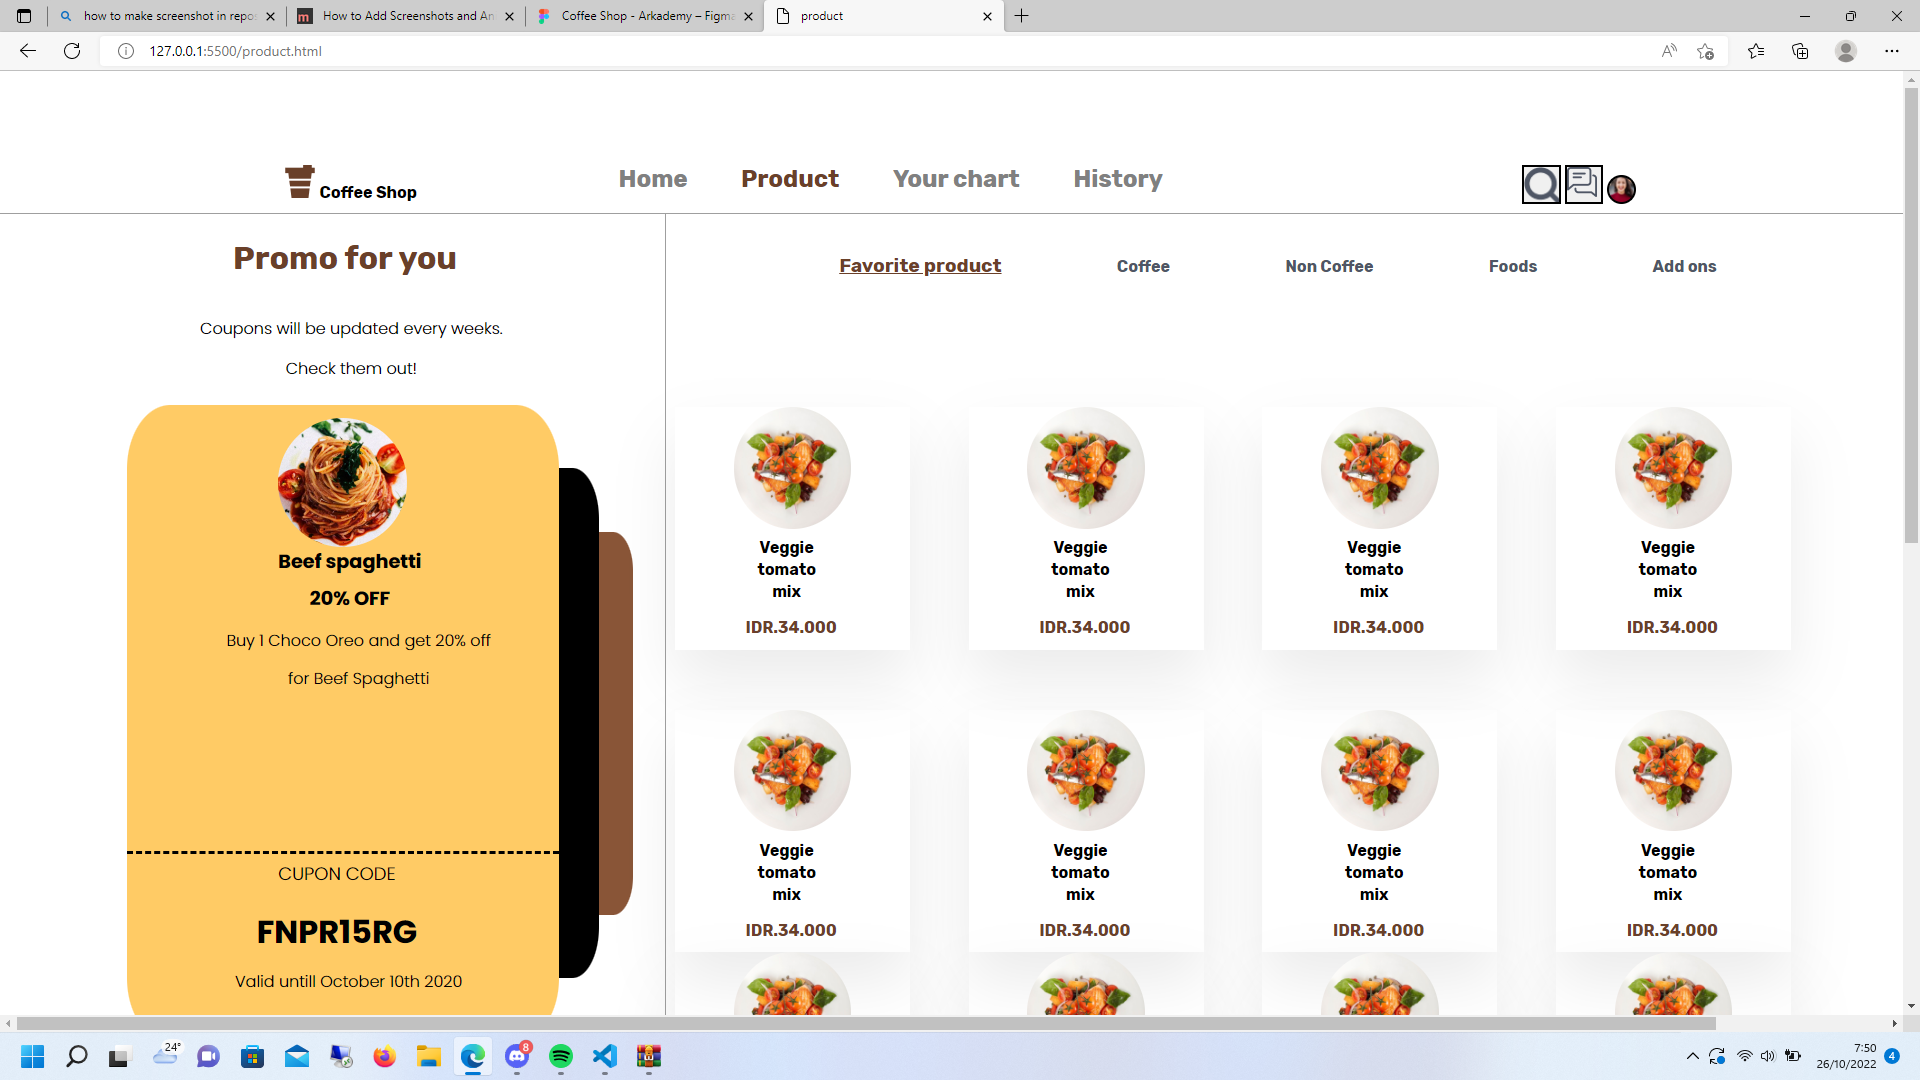 how to make screenshot in repos
How to Add Screenshots and An
Coffee Shop - Arkademy – Figma
product
127.0.0.1:5500/product.html
Coffee Shop
Home
Product
Your chart
History
Promo for you
Coupons will be updated every weeks.
Check them out!
Beef spaghetti
20% OFF
Buy 1 Choco Oreo and get 20% off
for Beef Spaghetti
CUPON CODE
FNPR15RG
Valid untill October 10th 2020
Favorite product
Coffee
Non Coffee
Foods
Add ons
Veggie
tomato
mix
IDR.34.000
Veggie
tomato
mix
IDR.34.000
Veggie
tomato
mix
IDR.34.000
Veggie
tomato
mix
IDR.34.000
Veggie
tomato
mix
IDR.34.000
Veggie
tomato
mix
IDR.34.000
Veggie
tomato
mix
IDR.34.000
Veggie
tomato
mix
IDR.34.000
24°
8
7:50
26/10/2022
4